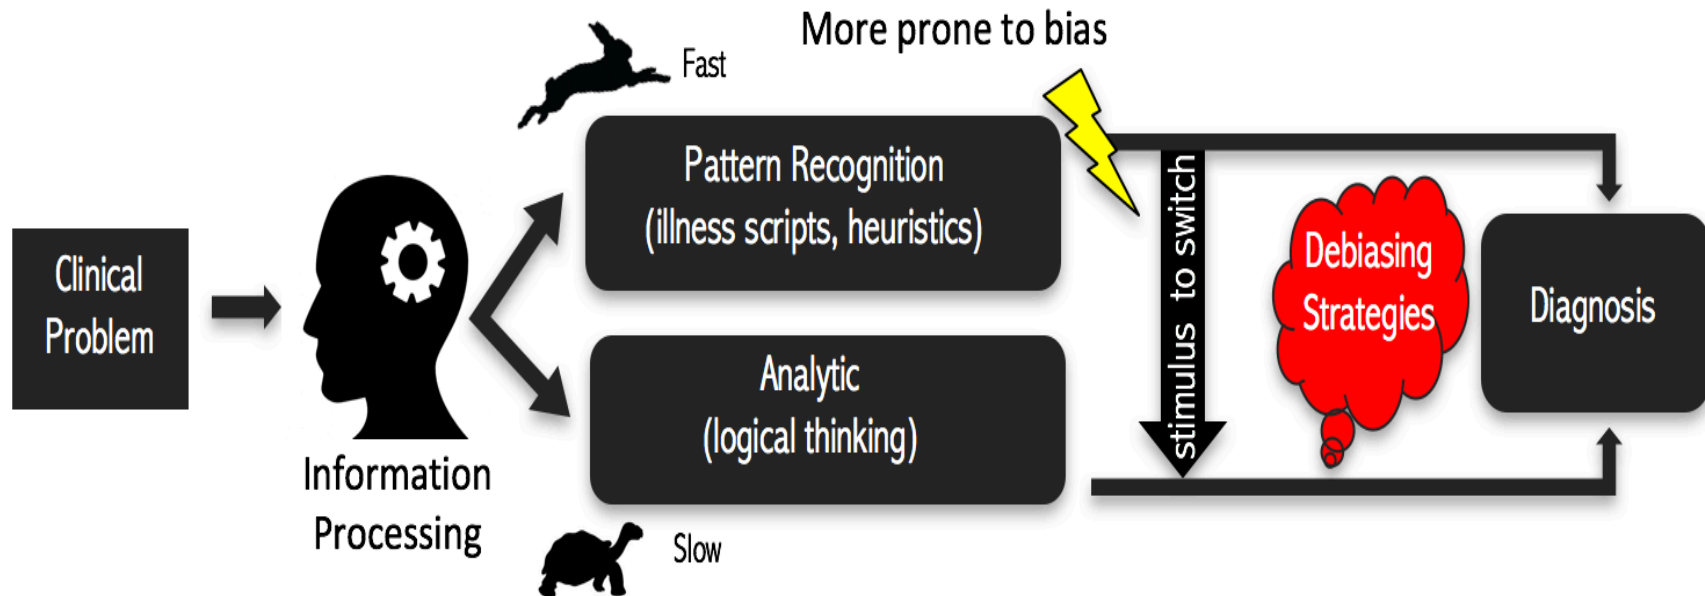 More prone to bias
Fast
Pattern Recognition
(illness scripts, heuristics)
Clinical
Problem
Information
Processing
Analytic
(logical thinking)
Slow
stimulus to switch
Debiasing
Strategies
Diagnosis